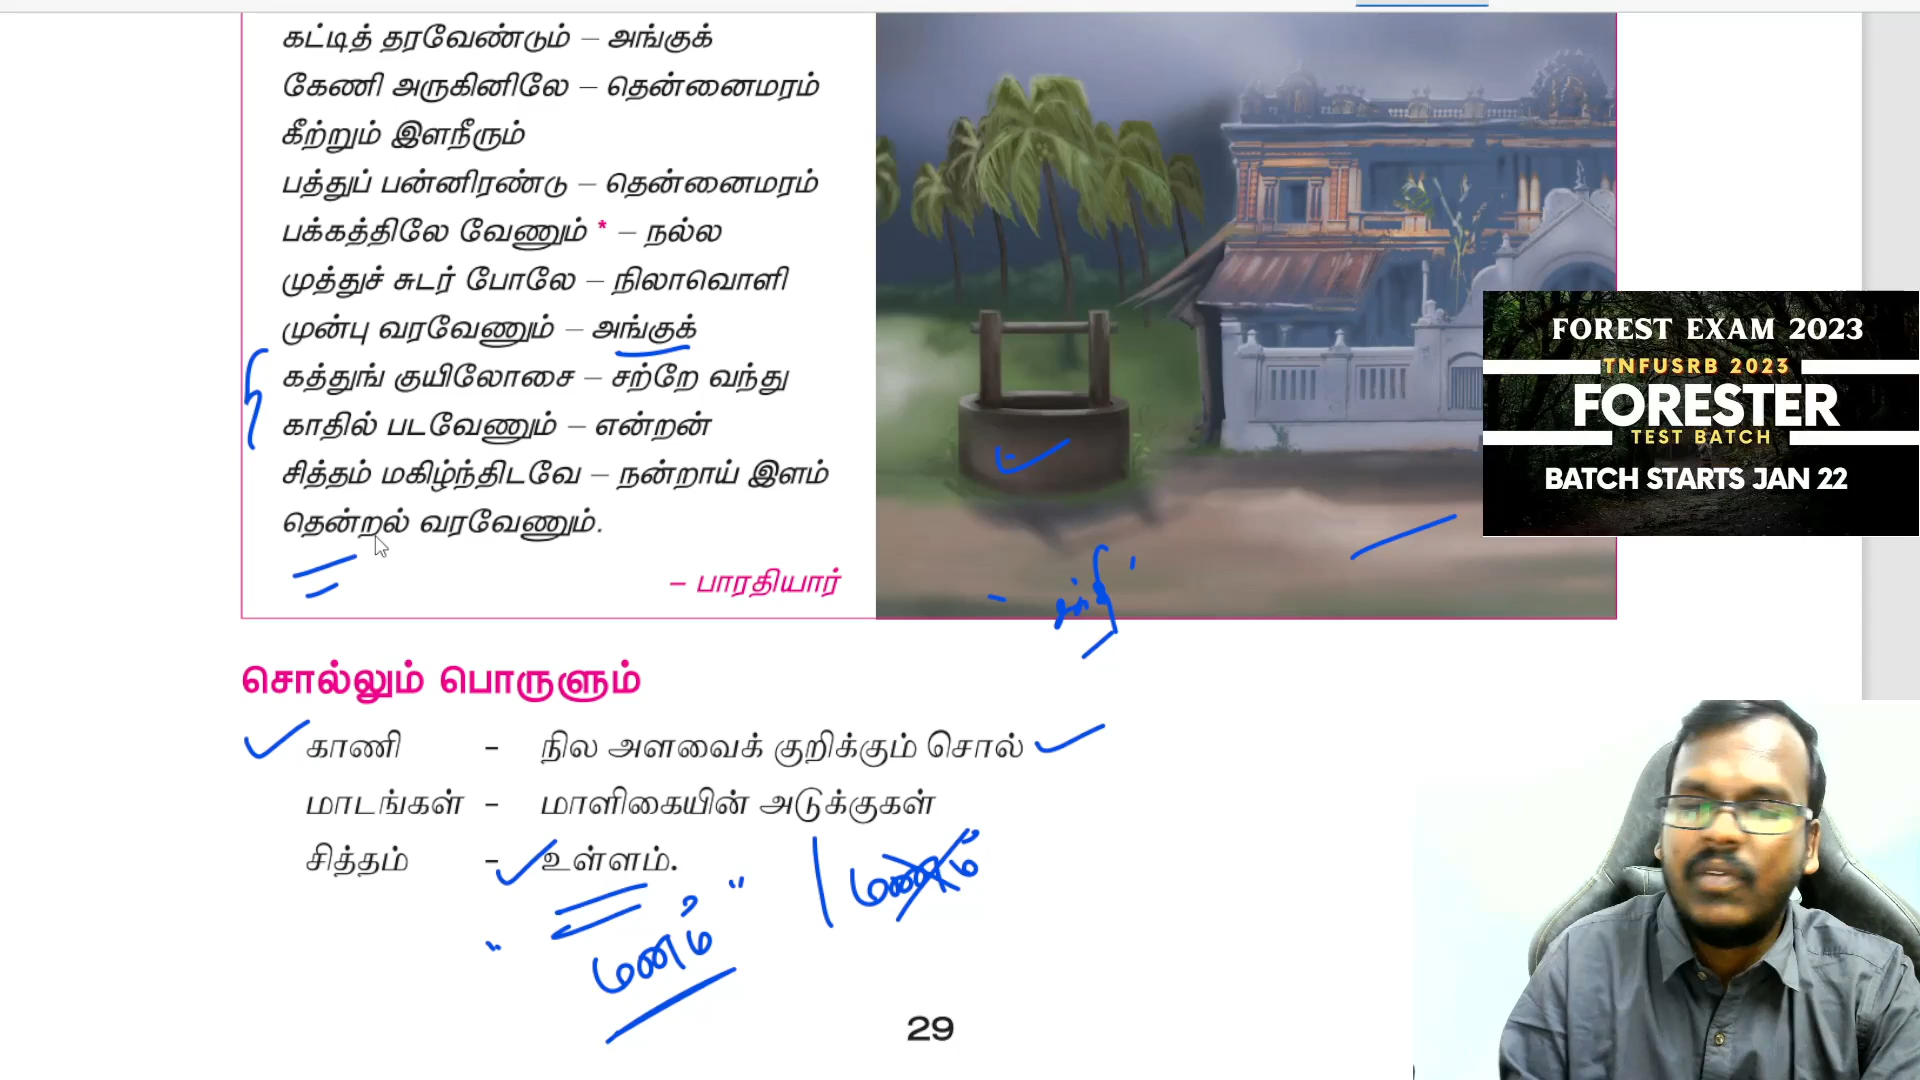 கட்டித் தரவேண்டும் – அங்குக்
கேணி அருகினிலே – தென்னைமரம்
கீற்றும் இளநீரும்
பத்துப் பன்னிரண்டு – தென்னைமரம்
பக்கத்திலே வேணும் * – நல்ல
முத்துச் சுடர் போலே – நிலாவொளி
முன்பு வரவேணும் – அங்குக்
கத்துங் குயிலோசை – சற்றே வந்து
காதில் படவேணும் – என்றன்
சித்தம் மகிழ்ந்திடவே – நன்றாய் இளம்
தென்றல் வரவேணும்.
– பாரதியார்
FOREST EXAM 2023
TNFUSRB 2023
FORESTER
TEST BATCH
BATCH STARTS JAN 22
சொல்லும் பொருளும்
காணி - நில அளவைக் குறிக்கும் சொல்
மாடங்கள் - மாளிகையின் அடுக்குகள்
சித்தம் - உள்ளம்.
" மனம் "
29